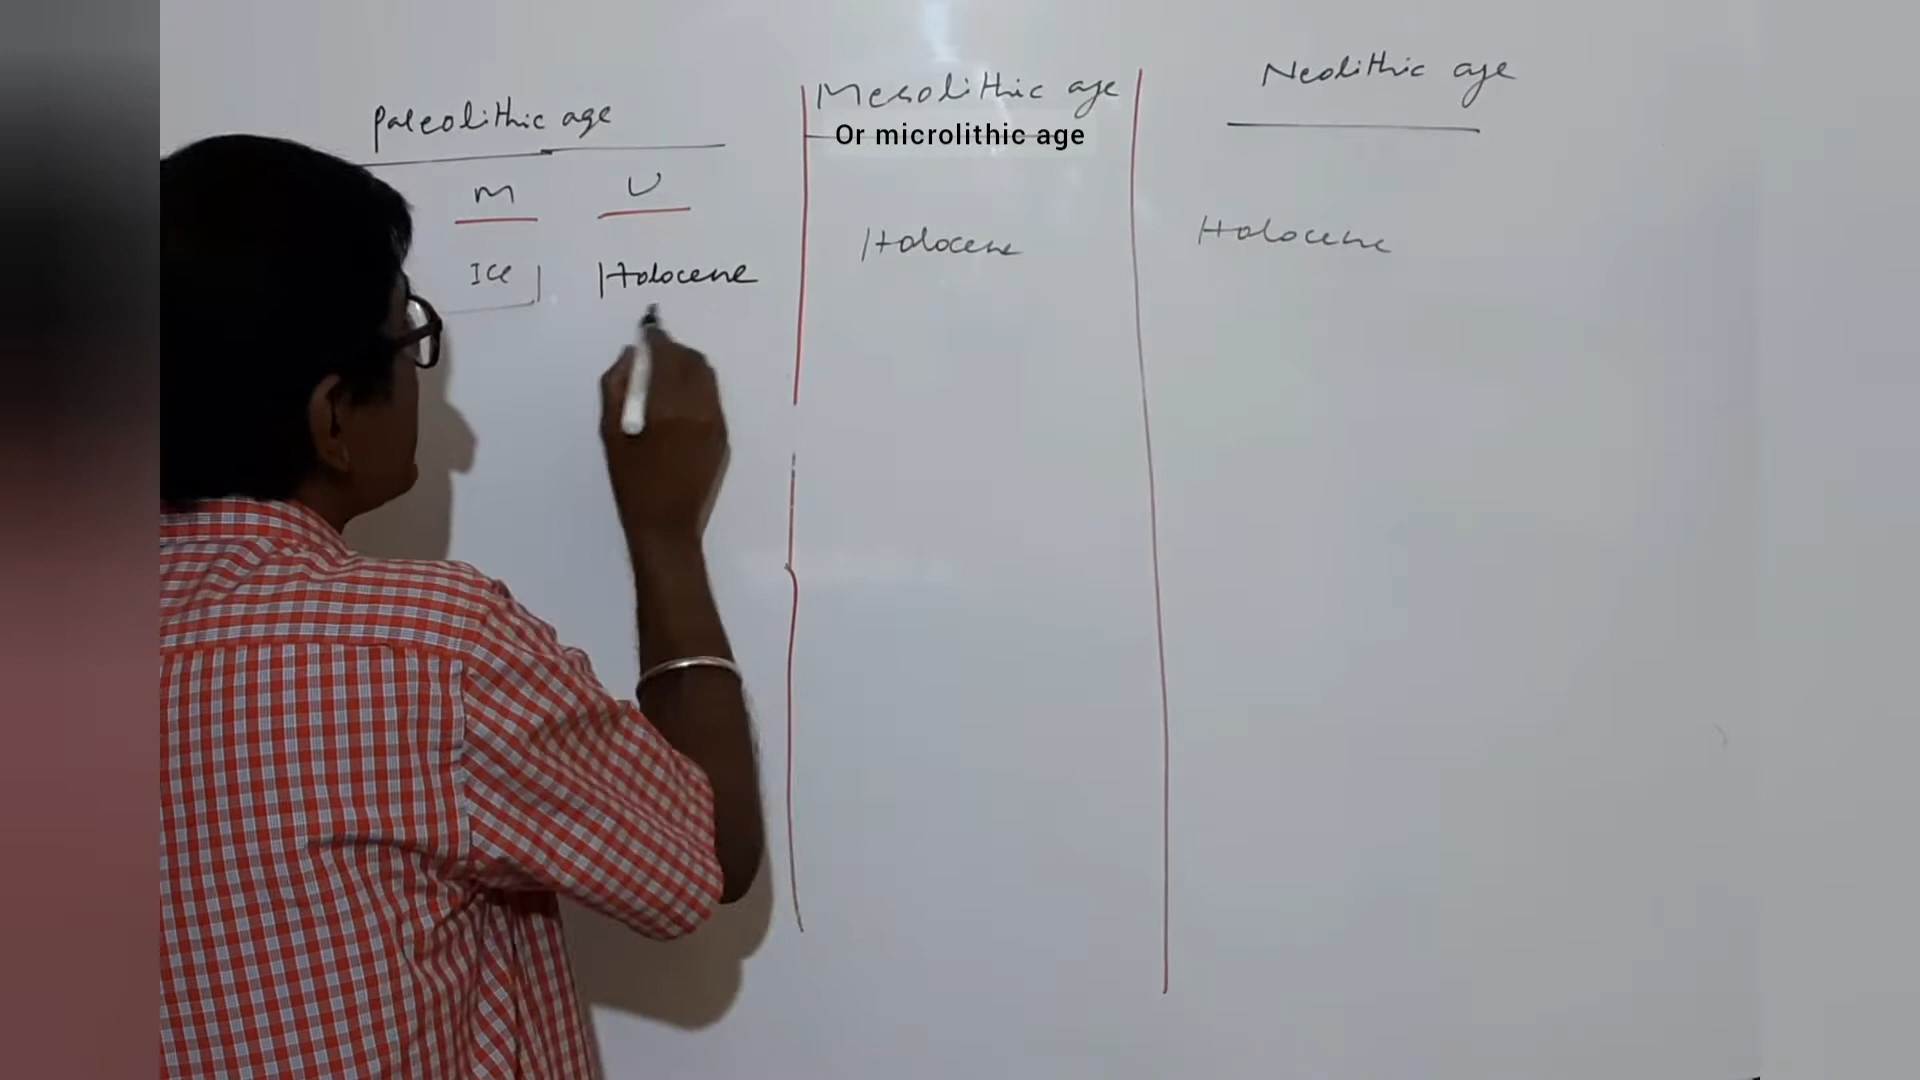 Paleolithic age
M U
Ice Holocene
Mesolithic age
Or microlithic age
Holocene
Neolithic age
Holocene